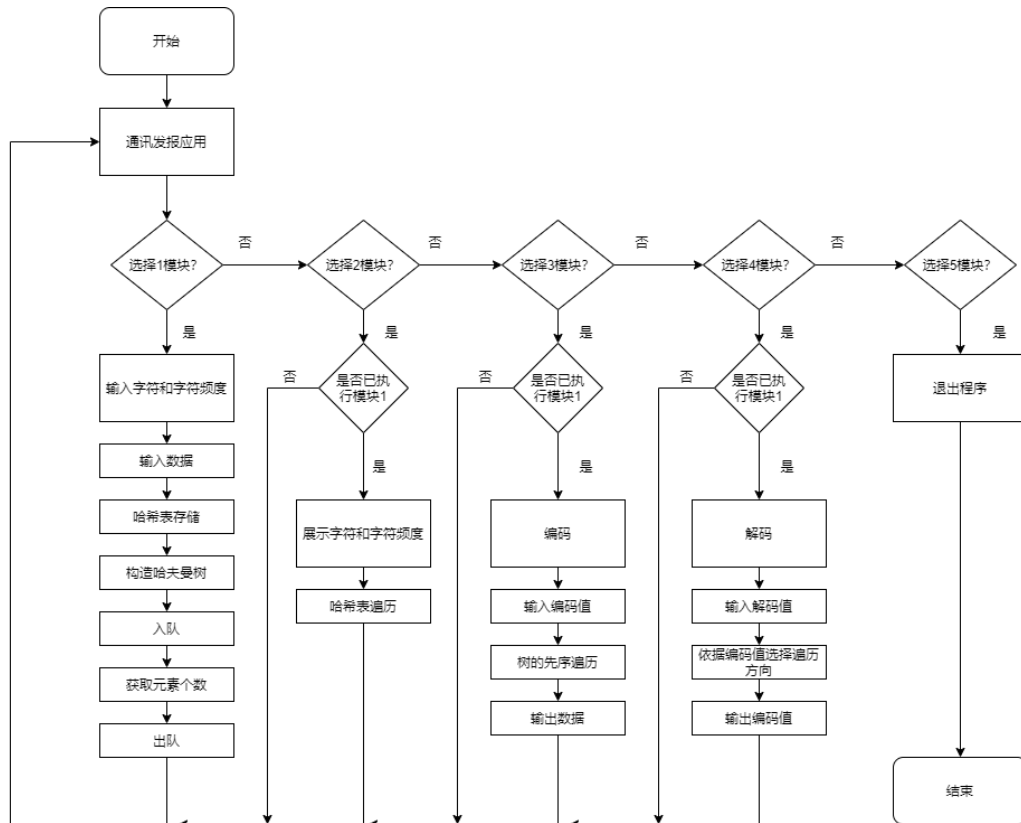 开始
通讯发报应用
选择1模块?
否
选择2模块?
否
选择3模块?
否
选择4模块?
否
选择5模块?
是
是
是
是
是
输入字符和字符频度
否
是否已执
行模块1
否
是否已执
行模块1
否
是否已执
行模块1
退出程序
输入数据
是
是
是
哈希表存储
展示字符和字符频度
编码
解码
构造哈夫曼树
哈希表遍历
输入编码值
输入解码值
入队
树的先序遍历
依据编码值选择遍历
方向
获取元素个数
输出数据
输出编码值
出队
结束